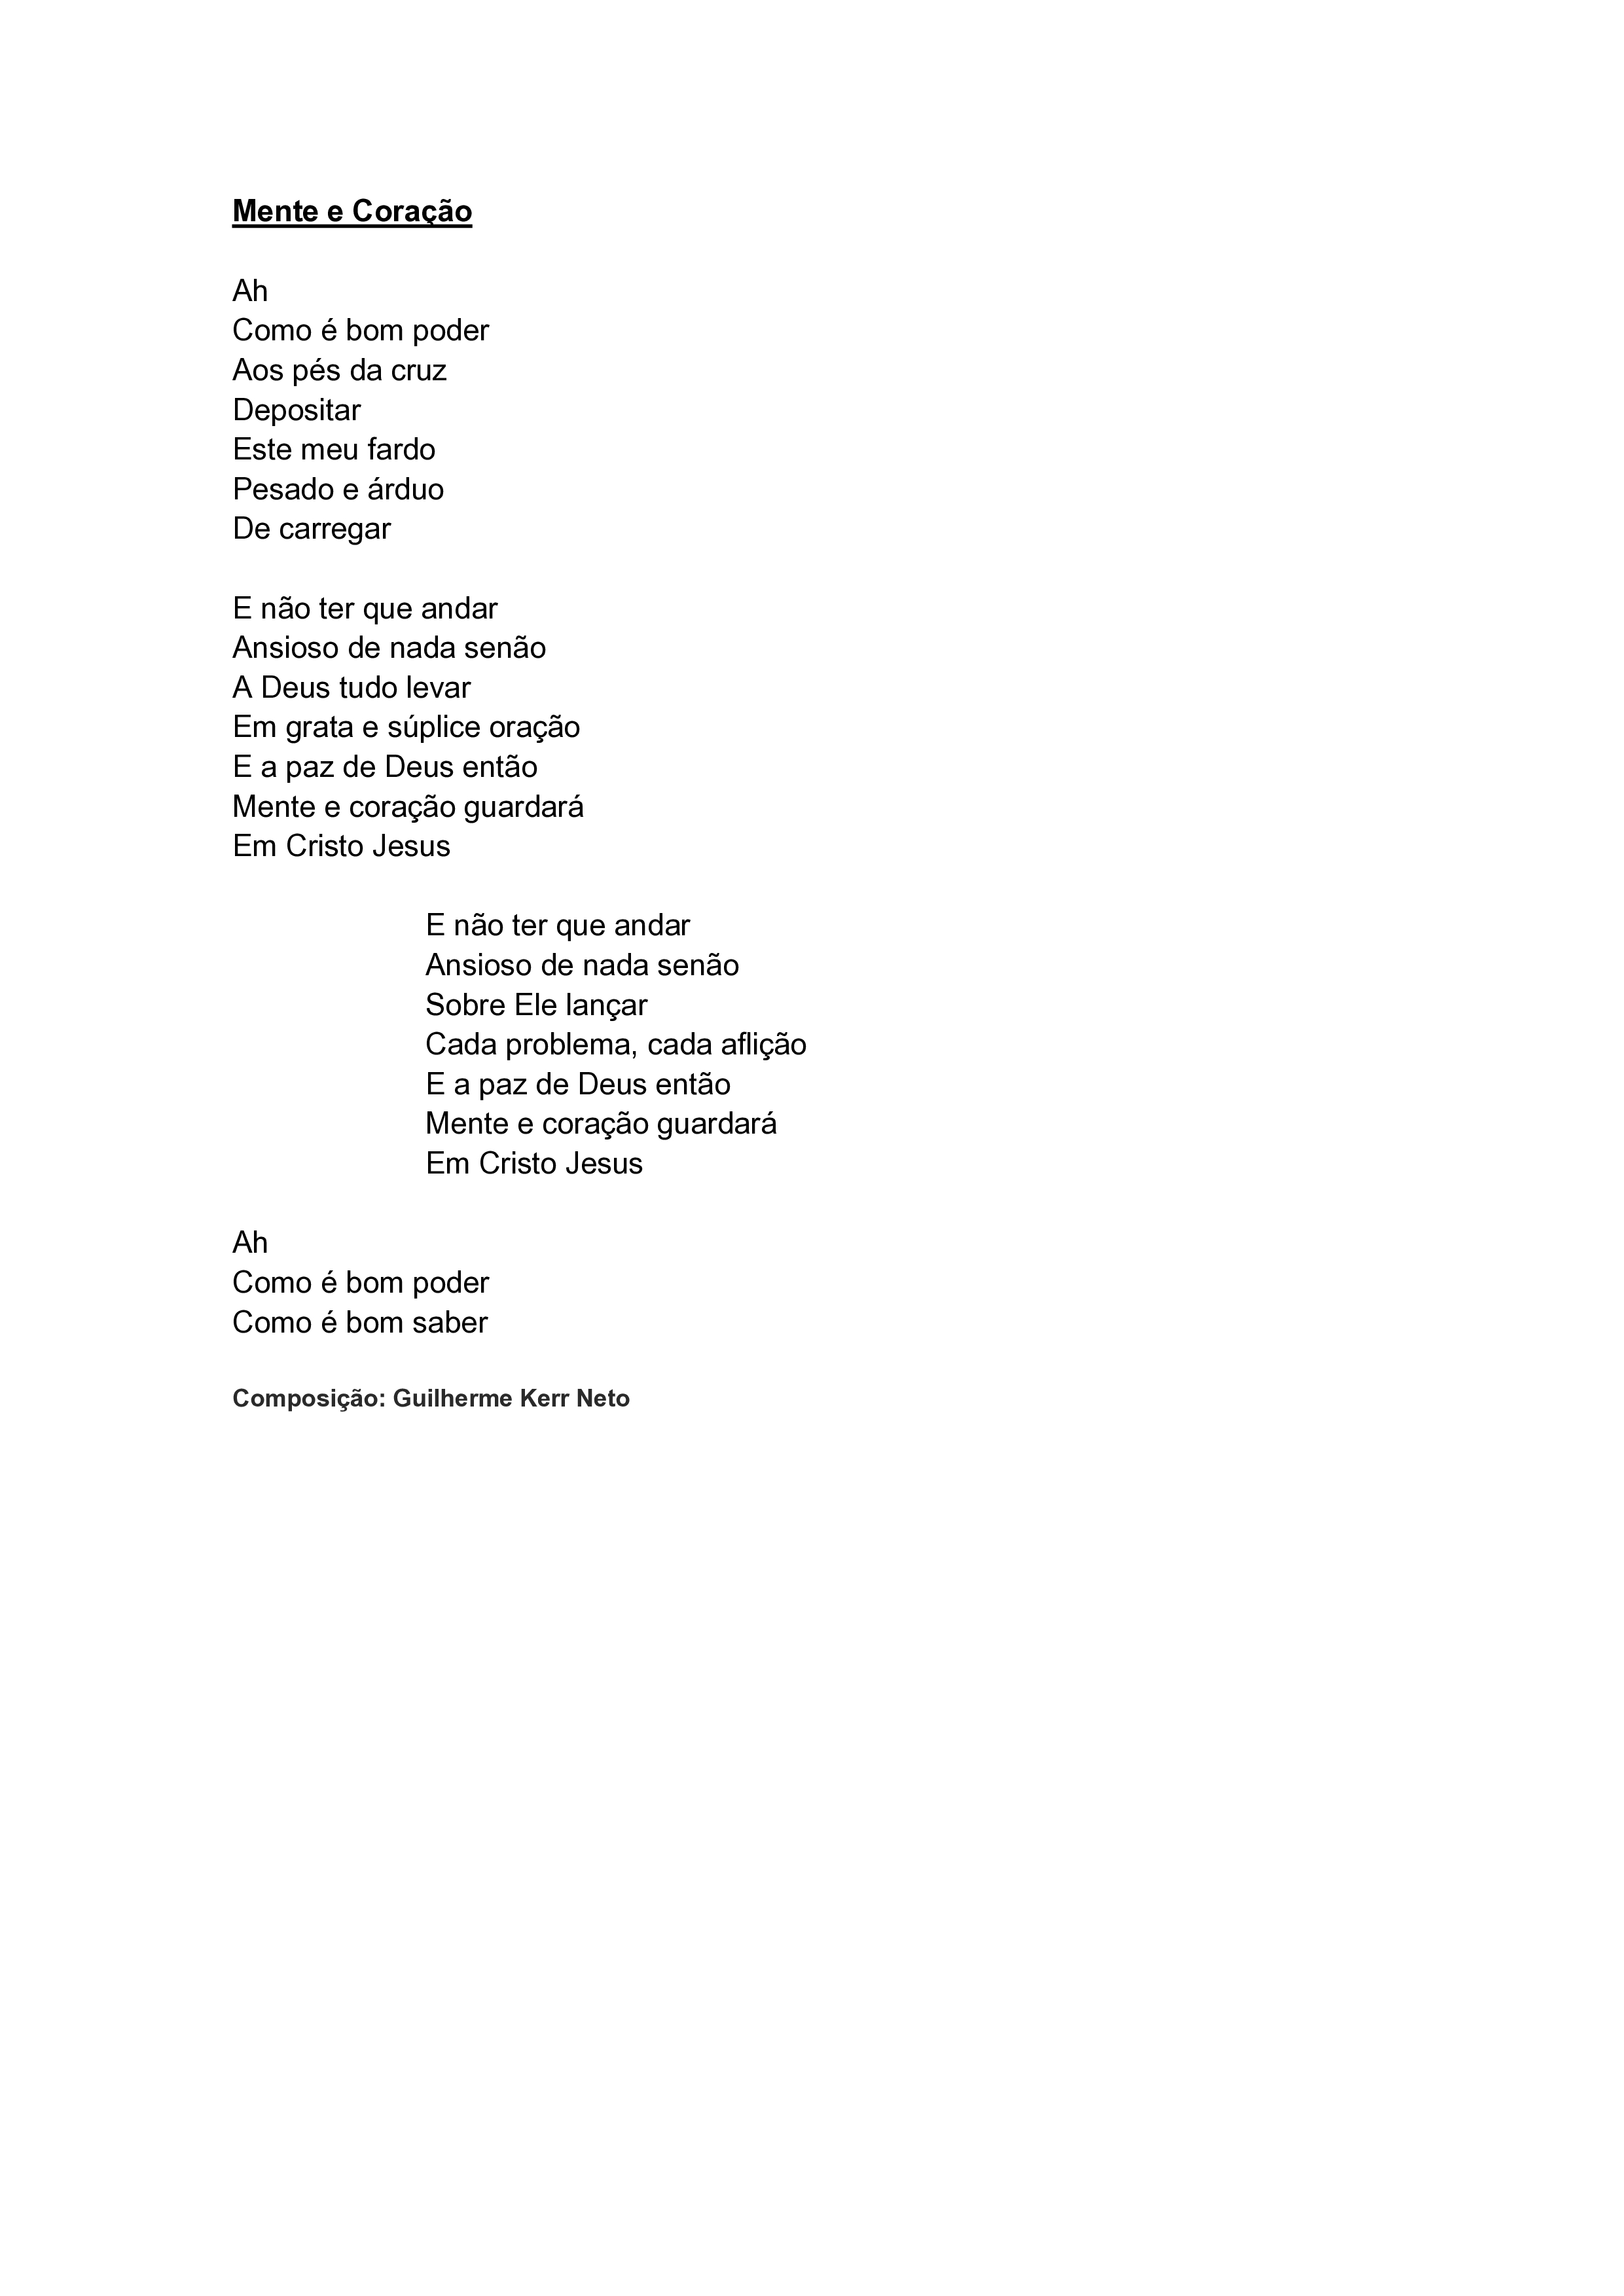 Mente e Coração
Ah
Como é bom poder
Aos pés da cruz
Depositar
Este meu fardo
Pesado e árduo
De carregar
E não ter que andar
Ansioso de nada senão
A Deus tudo levar
Em grata e súplice oração
E a paz de Deus então
Mente e coração guardará
Em Cristo Jesus
E não ter que andar
Ansioso de nada senão
Sobre Ele lançar
Cada problema, cada aflição
E a paz de Deus então
Mente e coração guardará
Em Cristo Jesus
Ah
Como é bom poder
Como é bom saber
Composição: Guilherme Kerr Neto